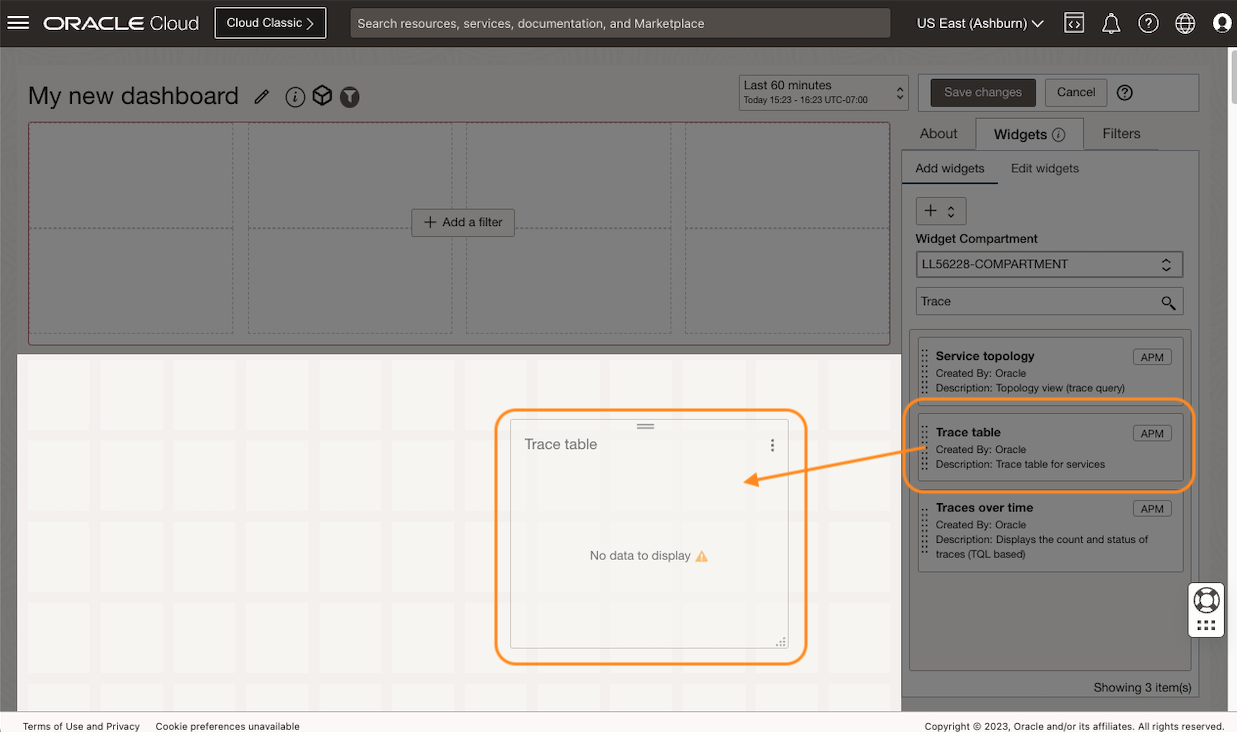 ORACLE Cloud
Cloud Classic
Search resources, services, documentation, and Marketplace
US East (Ashburn)
My new dashboard
Last 60 minutes
Today 15:23 - 16:23 UTC-07:00
Save changes
Cancel
About
Widgets
Filters
Add widgets
Edit widgets
Add a filter
Widget Compartment
LL56228-COMPARTMENT
Trace
Service topology
APM
Created By: Oracle
Description: Topology view (trace query)
Trace table
APM
Created By: Oracle
Description: Trace table for services
Traces over time
APM
Created By: Oracle
Description: Displays the count and status of
traces (TQL based)
Showing 3 item(s)
Trace table
No data to display
Terms of Use and Privacy
Cookie preferences unavailable
Copyright © 2023, Oracle and/or its affiliates. All rights reserved.